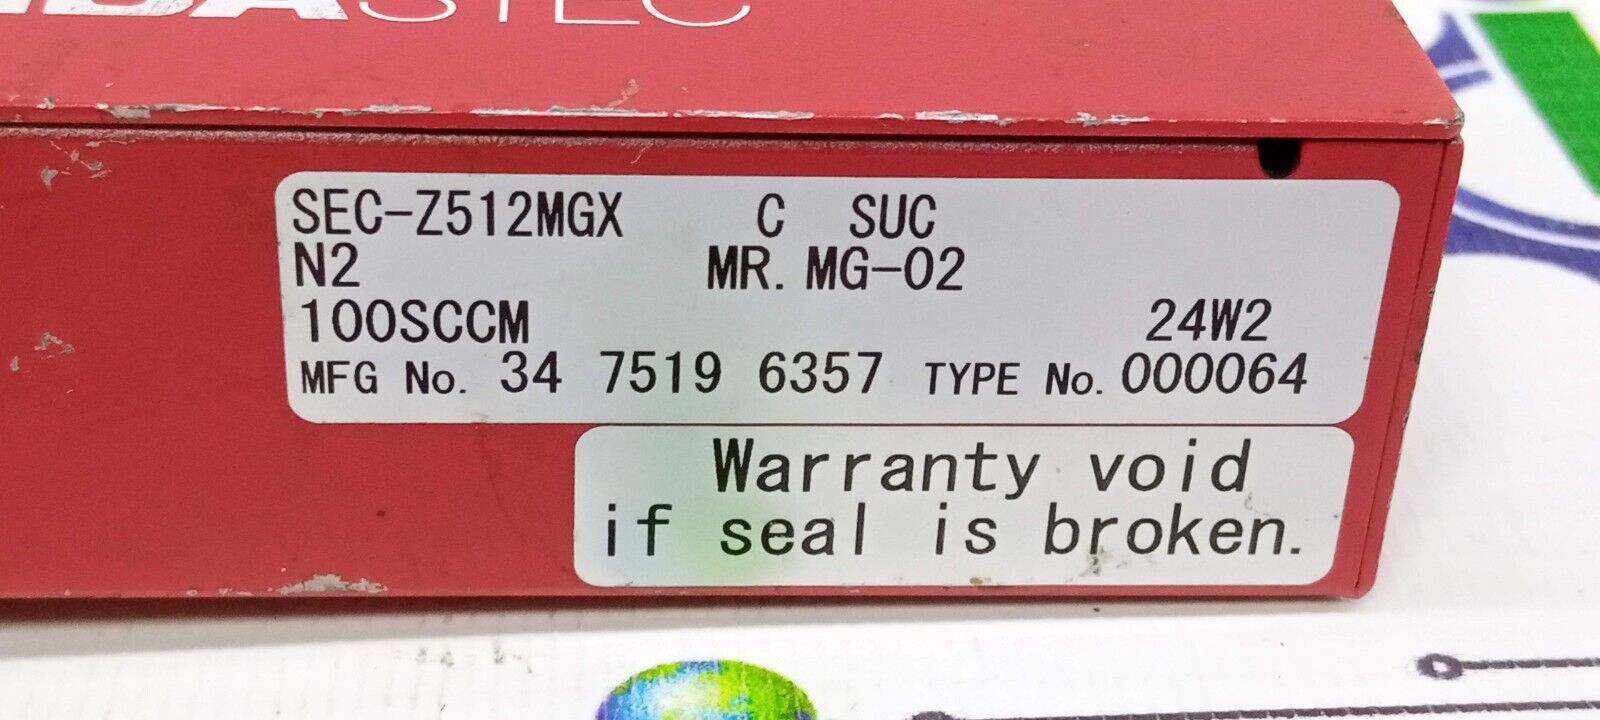 STEC
SEC-Z512MGX C SUC
N2 MR. MG-02
100SCCM 24W2
MFG No. 34 7519 6357 TYPE No. 000064
Warranty void
if seal is broken.